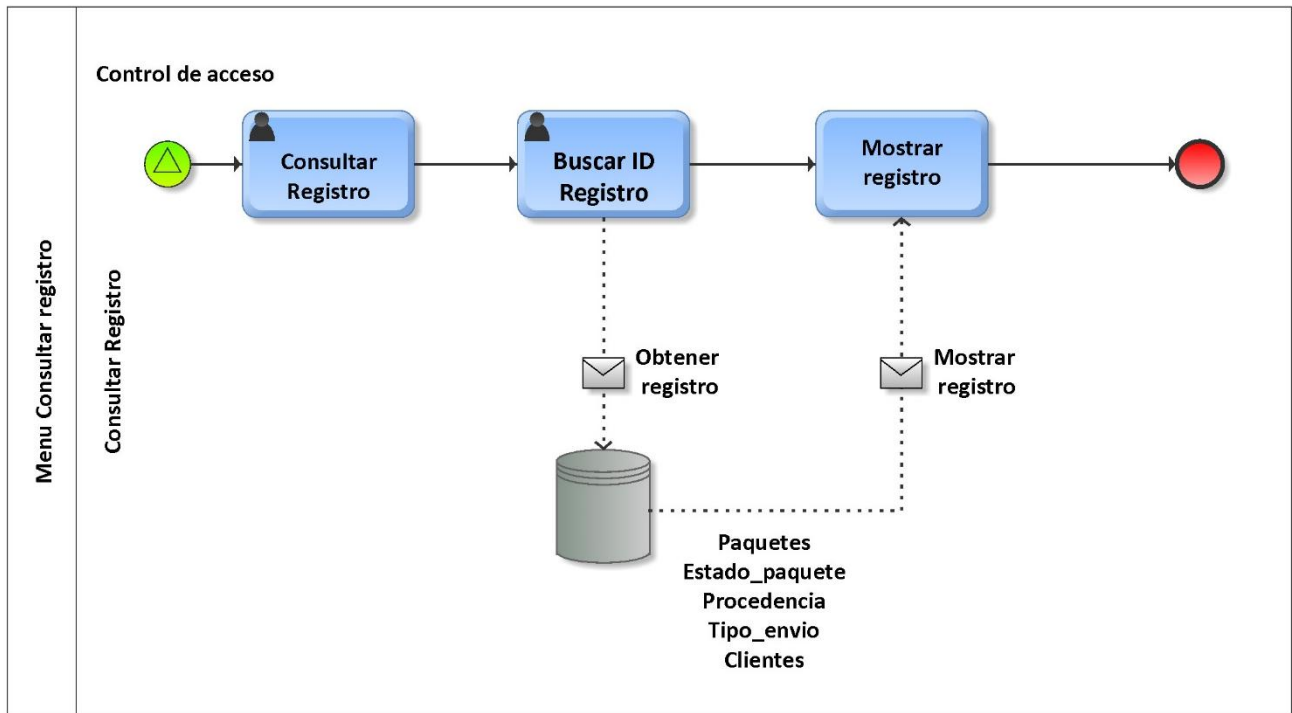 Menu Consultar registro
Consultar Registro
Control de acceso
Consultar
Registro
Buscar ID
Registro
Mostrar
registro
Obtener
registro
Mostrar
registro
Paquetes
Estado_paquete
Procedencia
Tipo_envio
Clientes